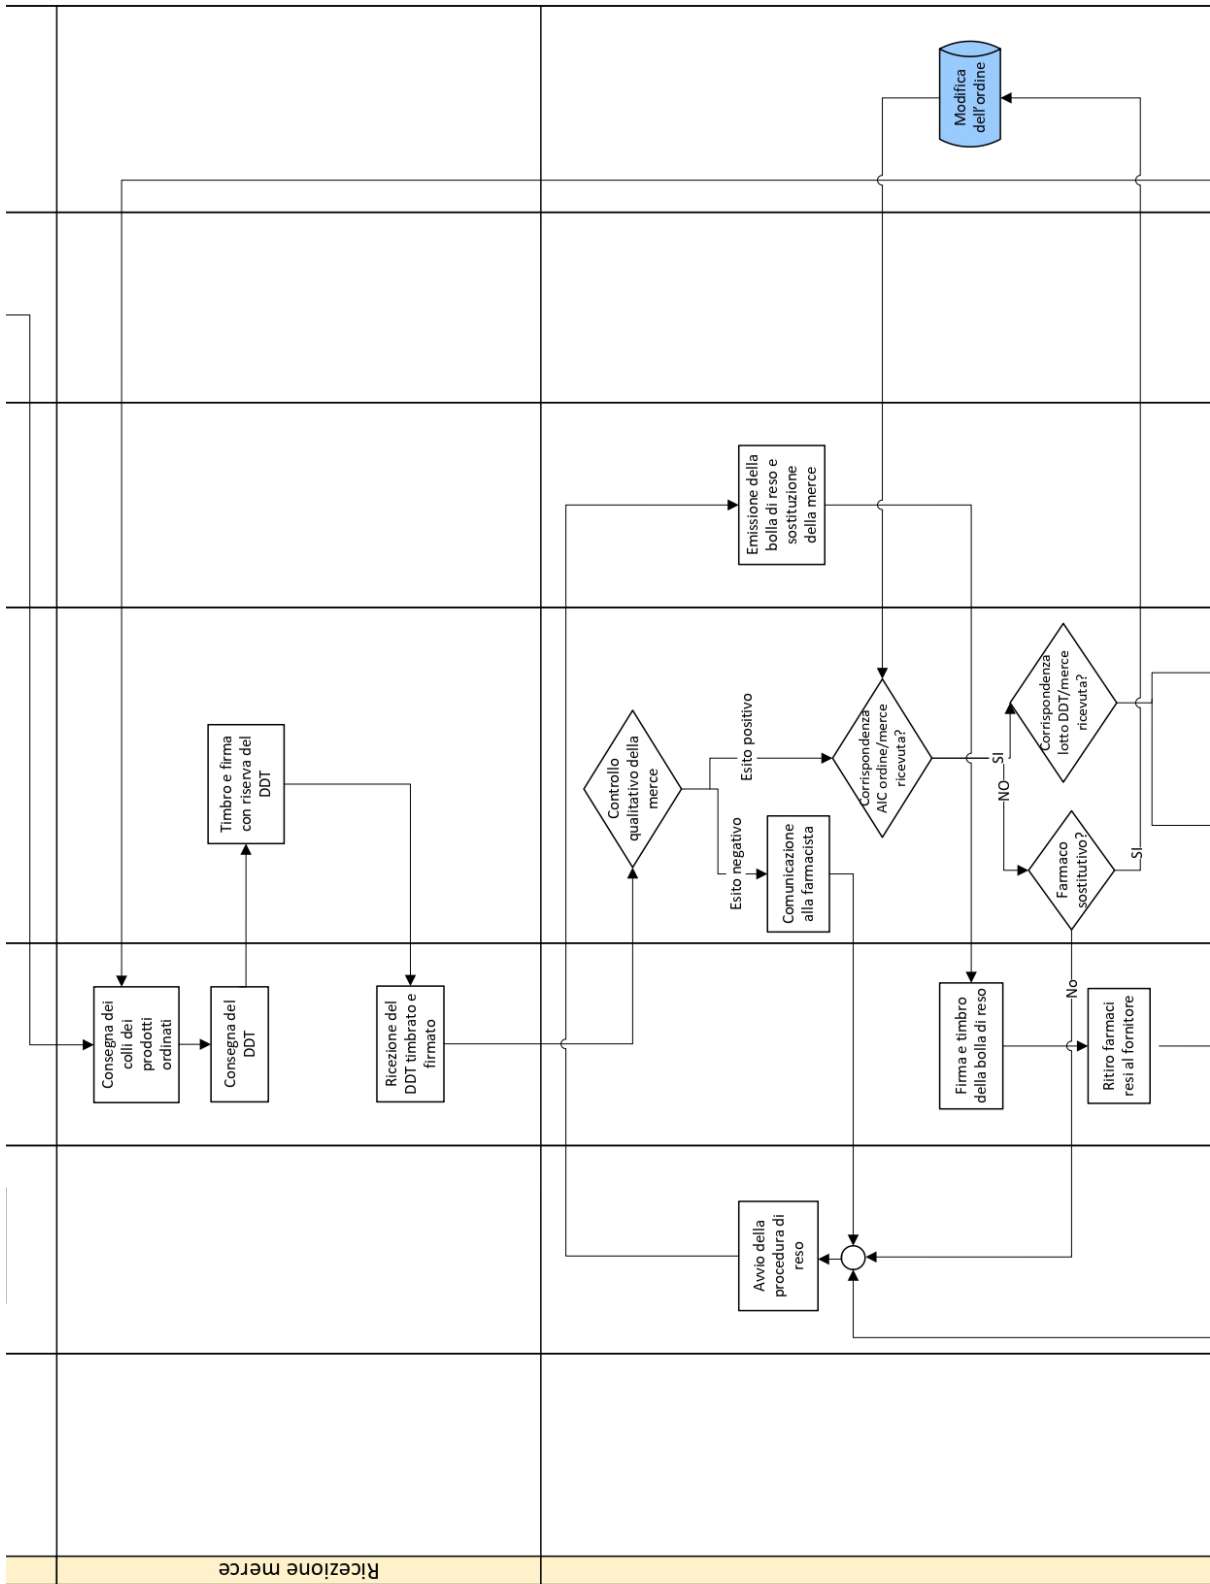 Modifica
dell'ordine
Emissione della
bolla di reso e
sostituzione
della merce
Timbro e firma
con riserva del
DDT
Controllo
qualitativo della
merce
Esito positivo
Esito negativo
Corrispondenza
AIC ordine/merce
ricevuta?
Corrispondenza
lotto DDT/merce
ricevuta?
SI
NO
Comunicazione
alla farmacista
Farmaco
sostitutivo?
SI
No
Consegna dei
colli dei
prodotti
ordinati
Consegna del
DDT
Ricezione del
DDT timbrato e
firmato
Firma e timbro
della bolla di reso
Ritiro farmaci
resi al fornitore
Avvio della
procedura di
reso
Ricezione merce